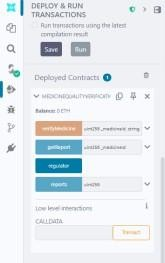 DEPLOY & RUN
TRANSACTIONS
Run transactions using the latest
compilation result
Save
Run
Deployed Contracts 1
Balance: 0 ETH
verifyMedicine
uint256 _medicineId, string
getReport
uint256 _medicineId
regulator
reports
uint256
Low level interactions
i
CALLDATA
Transact